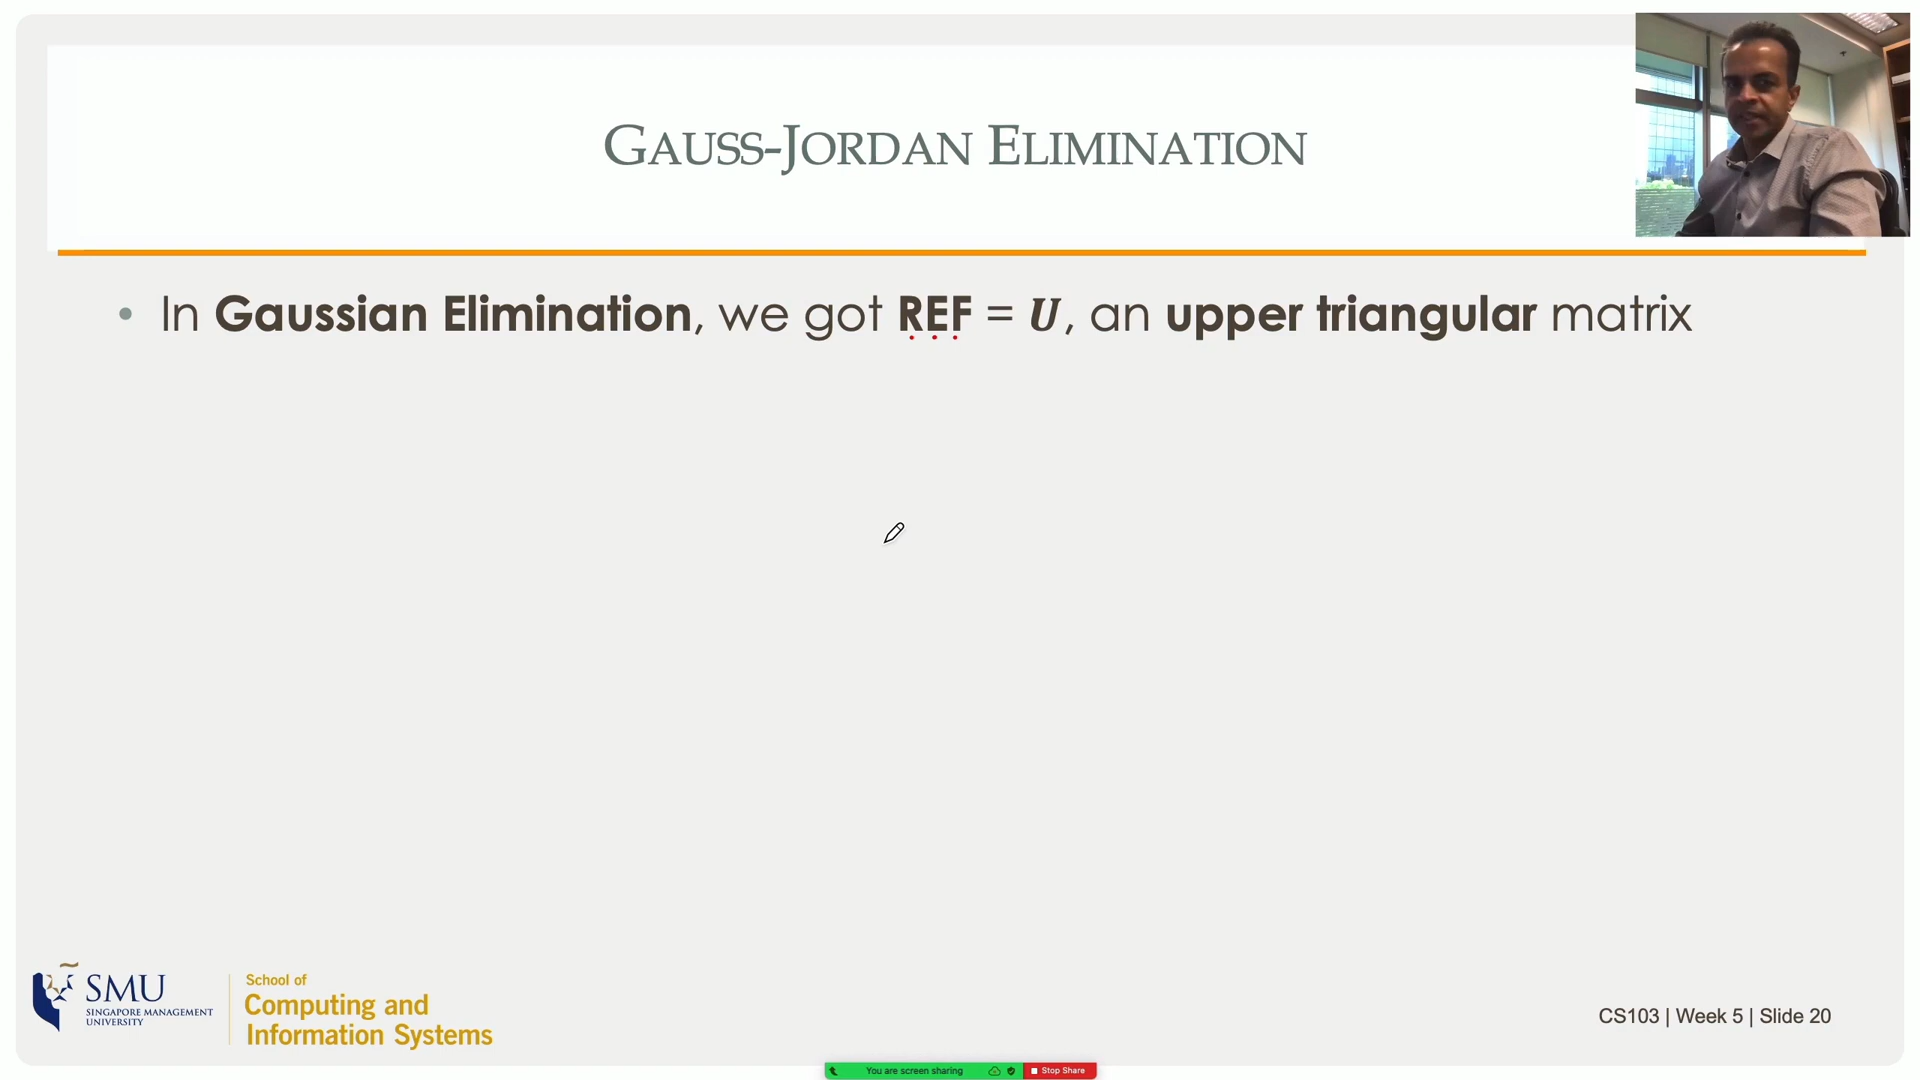 GAUSS-JORDAN ELIMINATION
• In Gaussian Elimination, we got REF = U, an upper triangular matrix
SMU
SINGAPORE MANAGEMENT
UNIVERSITY
School of
Computing and
Information Systems
CS103 | Week 5 | Slide 20
You are screen sharing
Stop Share